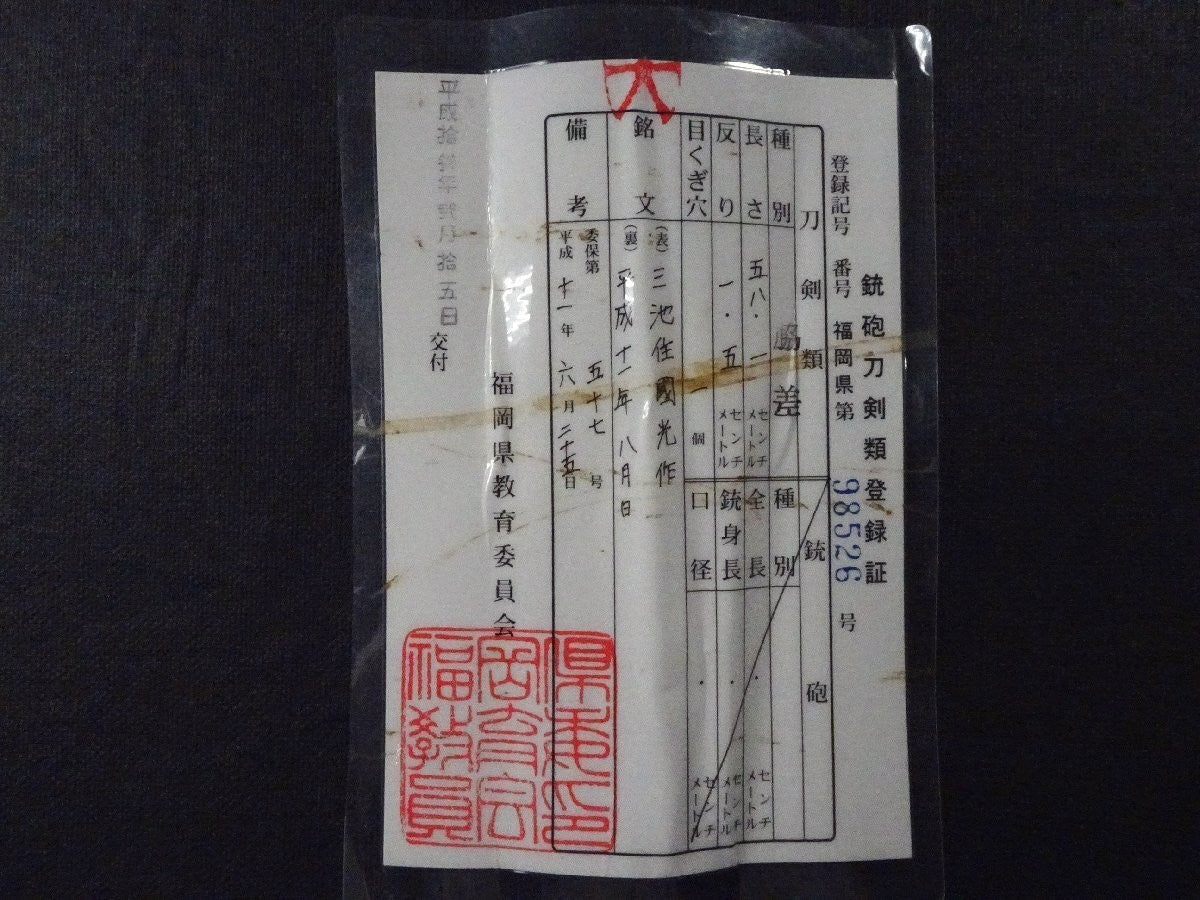 銃砲刀剣類登録証
登録記号 番号 福岡県第 98526 号
刀剣類
種別 脇差
長さ 五八・一 センチメートル
反り 一・五 センチメートル
目くぎ穴 一 個
銃砲
種別
全長 ・ センチメートル
銃身長 ・ センチメートル
口径 ・ センチメートル
銘文
(表) 三池住國光作
(裏) 平成十一年八月日
備考
委保第 五十七 号
平成 十一年 六月 二十五日
福岡県教育委員会
年弐月拾五日 交付
大